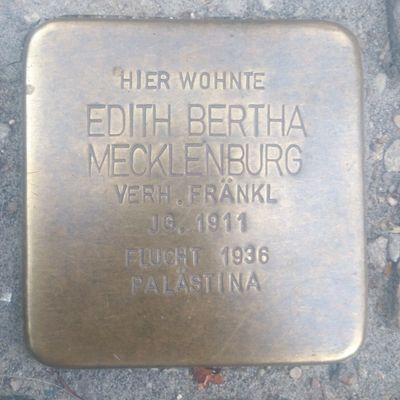 HIER WOHNTE
EDITH BERTHA
MECKLENBURG
VERH. FRÄNKL
JG. 1911
FLUCHT 1936
PALÄSTINA